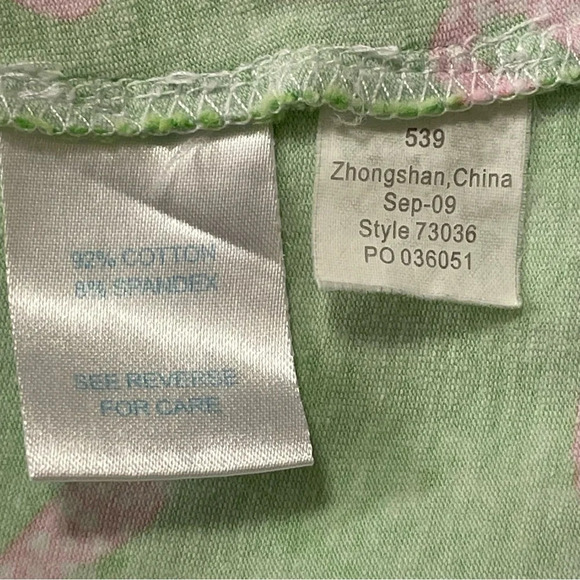 92% COTTON
8% SPANDEX
SEE REVERSE
FOR CARE
539
Zhongshan,China
Sep-09
Style 73036
PO 036051